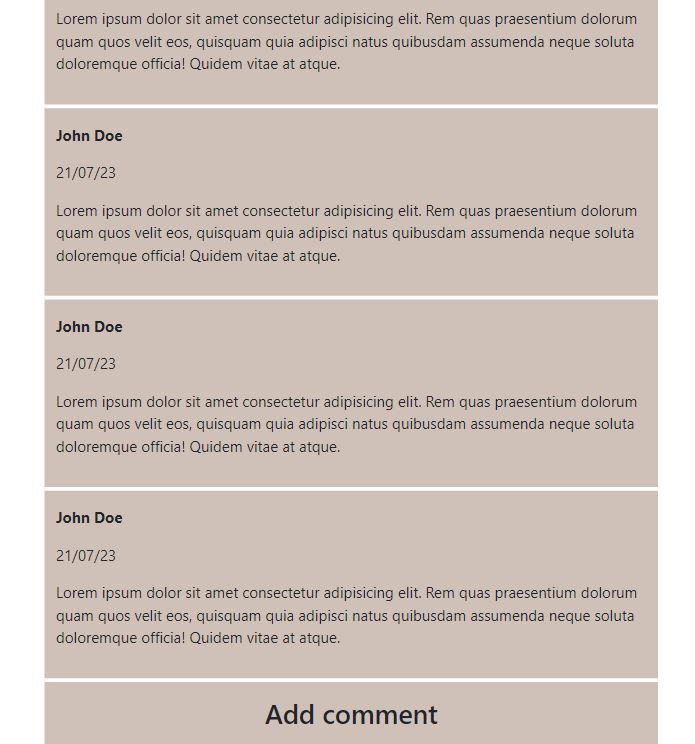 Lorem ipsum dolor sit amet consectetur adipisicing elit. Rem quas praesentium dolorum
quam quos velit eos, quisquam quia adipisci natus quibusdam assumenda neque soluta
doloremque officia! Quidem vitae at atque.
John Doe
21/07/23
Lorem ipsum dolor sit amet consectetur adipisicing elit. Rem quas praesentium dolorum
quam quos velit eos, quisquam quia adipisci natus quibusdam assumenda neque soluta
doloremque officia! Quidem vitae at atque.
John Doe
21/07/23
Lorem ipsum dolor sit amet consectetur adipisicing elit. Rem quas praesentium dolorum
quam quos velit eos, quisquam quia adipisci natus quibusdam assumenda neque soluta
doloremque officia! Quidem vitae at atque.
John Doe
21/07/23
Lorem ipsum dolor sit amet consectetur adipisicing elit. Rem quas praesentium dolorum
quam quos velit eos, quisquam quia adipisci natus quibusdam assumenda neque soluta
doloremque officia! Quidem vitae at atque.
Add comment